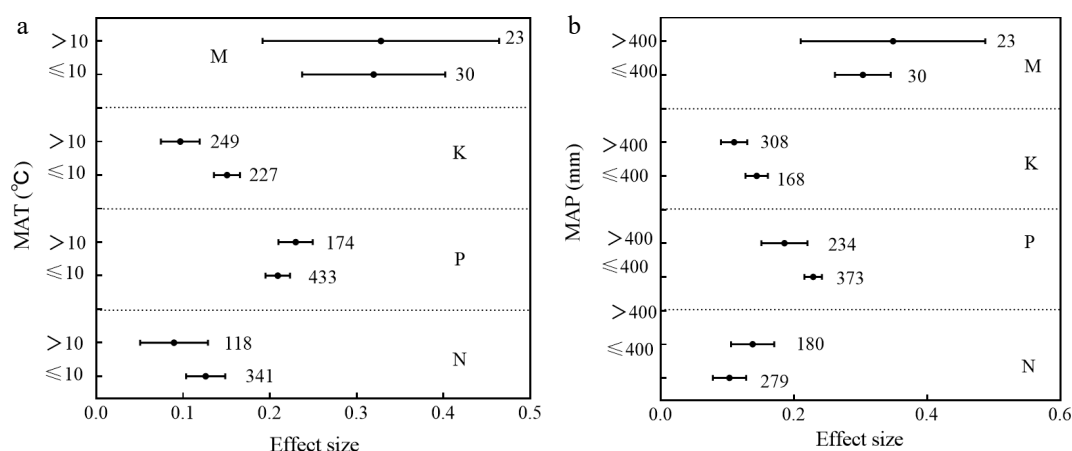 a
>10
23
M
≤10
30
>10
249
K
≤10
227
>10
174
P
≤10
433
>10
118
N
≤10
341
MAT (℃)
0.0 0.1 0.2 0.3 0.4 0.5
Effect size
b
>400
23
M
≤400
30
>400
308
K
≤400
168
>400
234
P
≤400
373
>400
≤400
180
N
279
MAP (mm)
0.0 0.2 0.4 0.6
Effect size